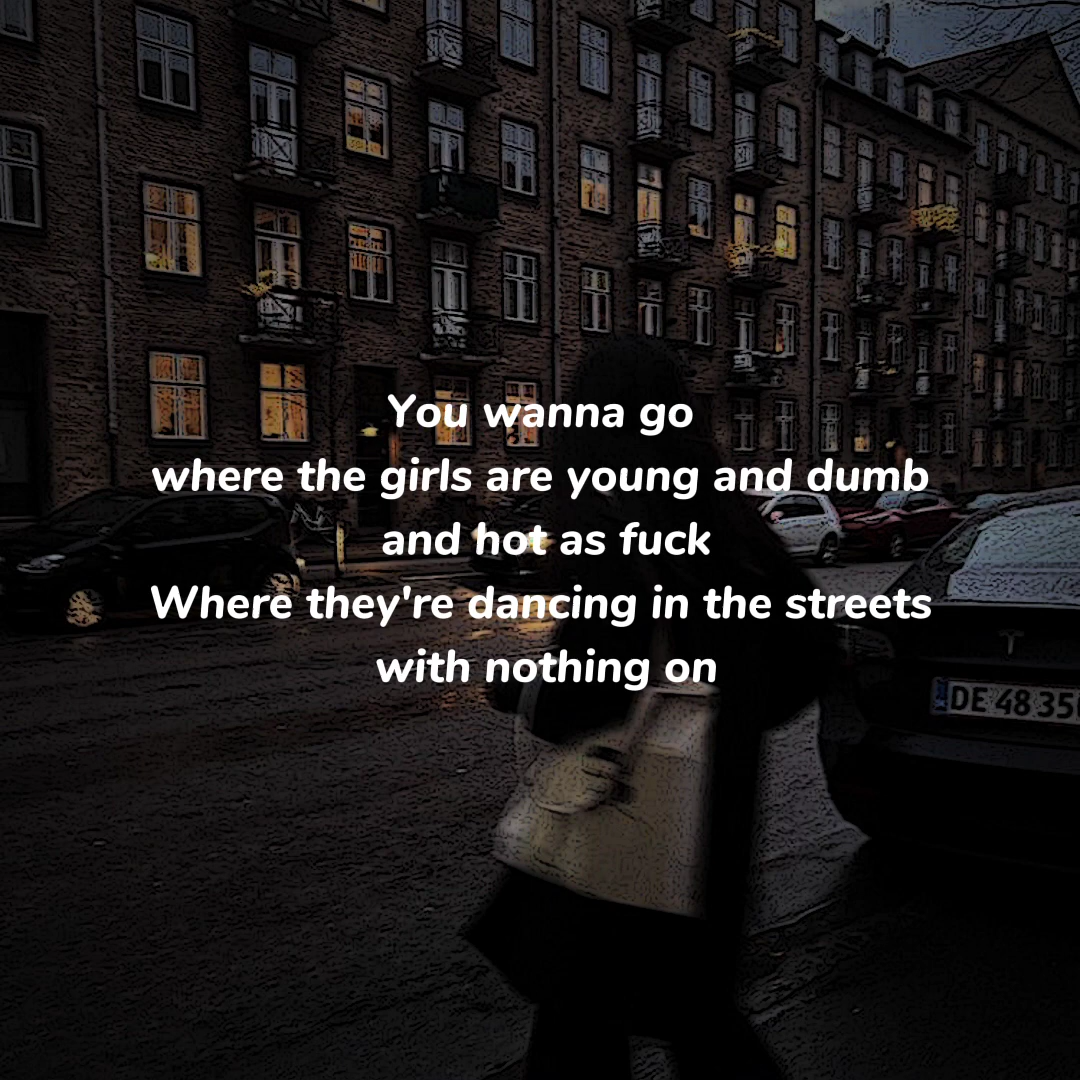 You wanna go
where the girls are young and dumb
and hot as fuck
Where they're dancing in the streets
with nothing on
DE 48 35